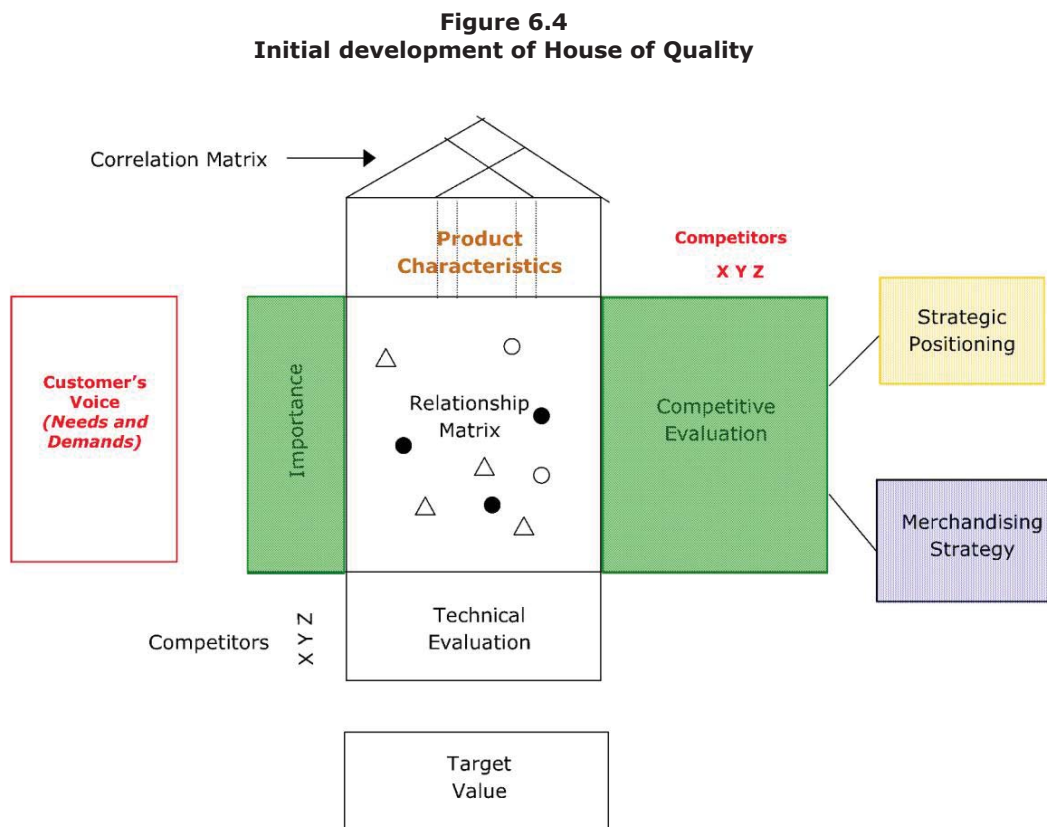 Figure 6.4
Initial development of House of Quality
Correlation Matrix
Product
Characteristics
Competitors
X Y Z
Strategic
Positioning
Customer’s
Voice
(Needs and
Demands)
Importance
Relationship
Matrix
Competitive
Evaluation
Merchandising
Strategy
Competitors
X Y Z
Technical
Evaluation
Target
Value